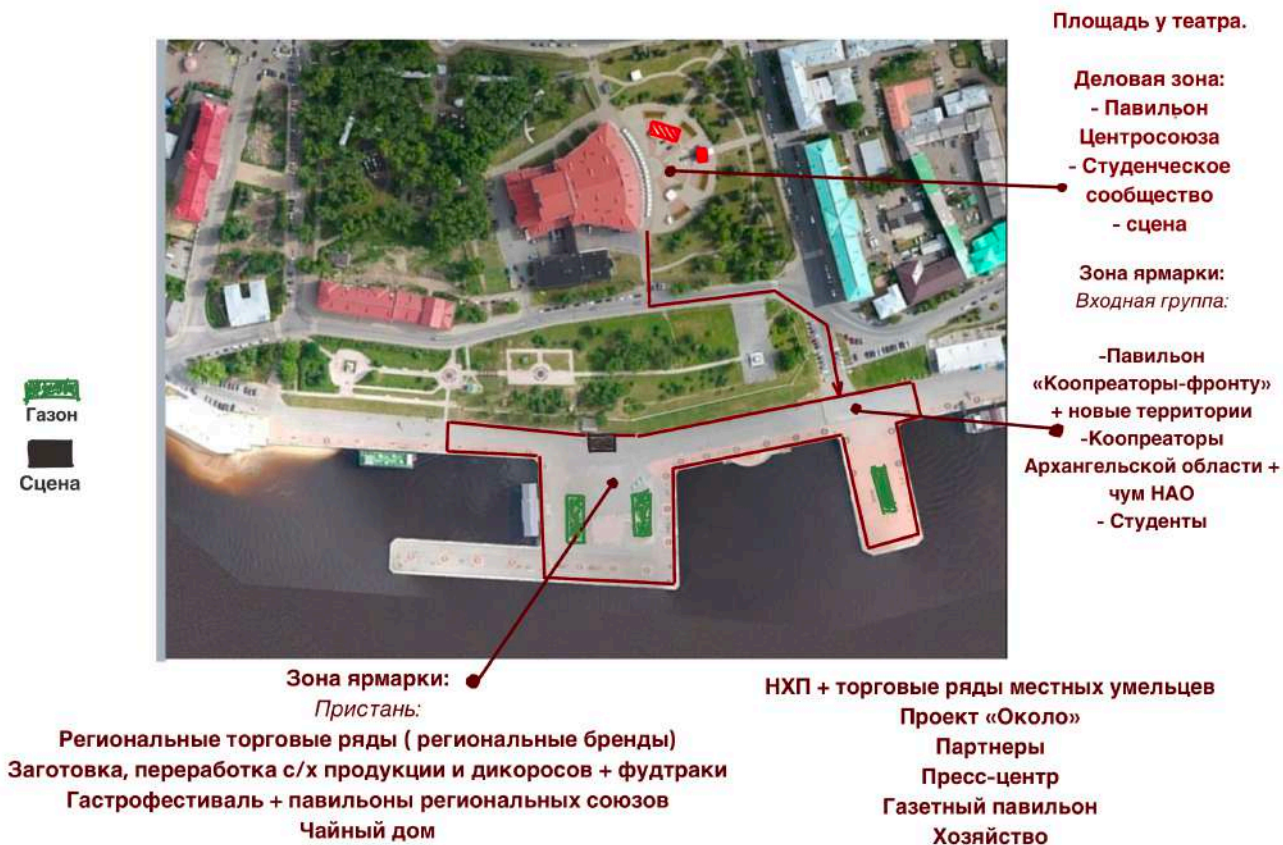 Площадь у театра.
Деловая зона:
- Павильон
Центросоюза
- Студенческое
сообщество
- сцена
Зона ярмарки:
Входная группа:
-Павильон
«Коопреаторы-фронту»
+ новые территории
-Коопреаторы
Архангельской области +
чум НАО
- Студенты
Газон
Сцена
Зона ярмарки:
Пристань:
Региональные торговые ряды ( региональные бренды)
Заготовка, переработка с/х продукции и дикоросов + фудтраки
Гастрофестиваль + павильоны региональных союзов
Чайный дом
НХП + торговые ряды местных умельцев
Проект «Около»
Партнеры
Пресс-центр
Газетный павильон
Хозяйство